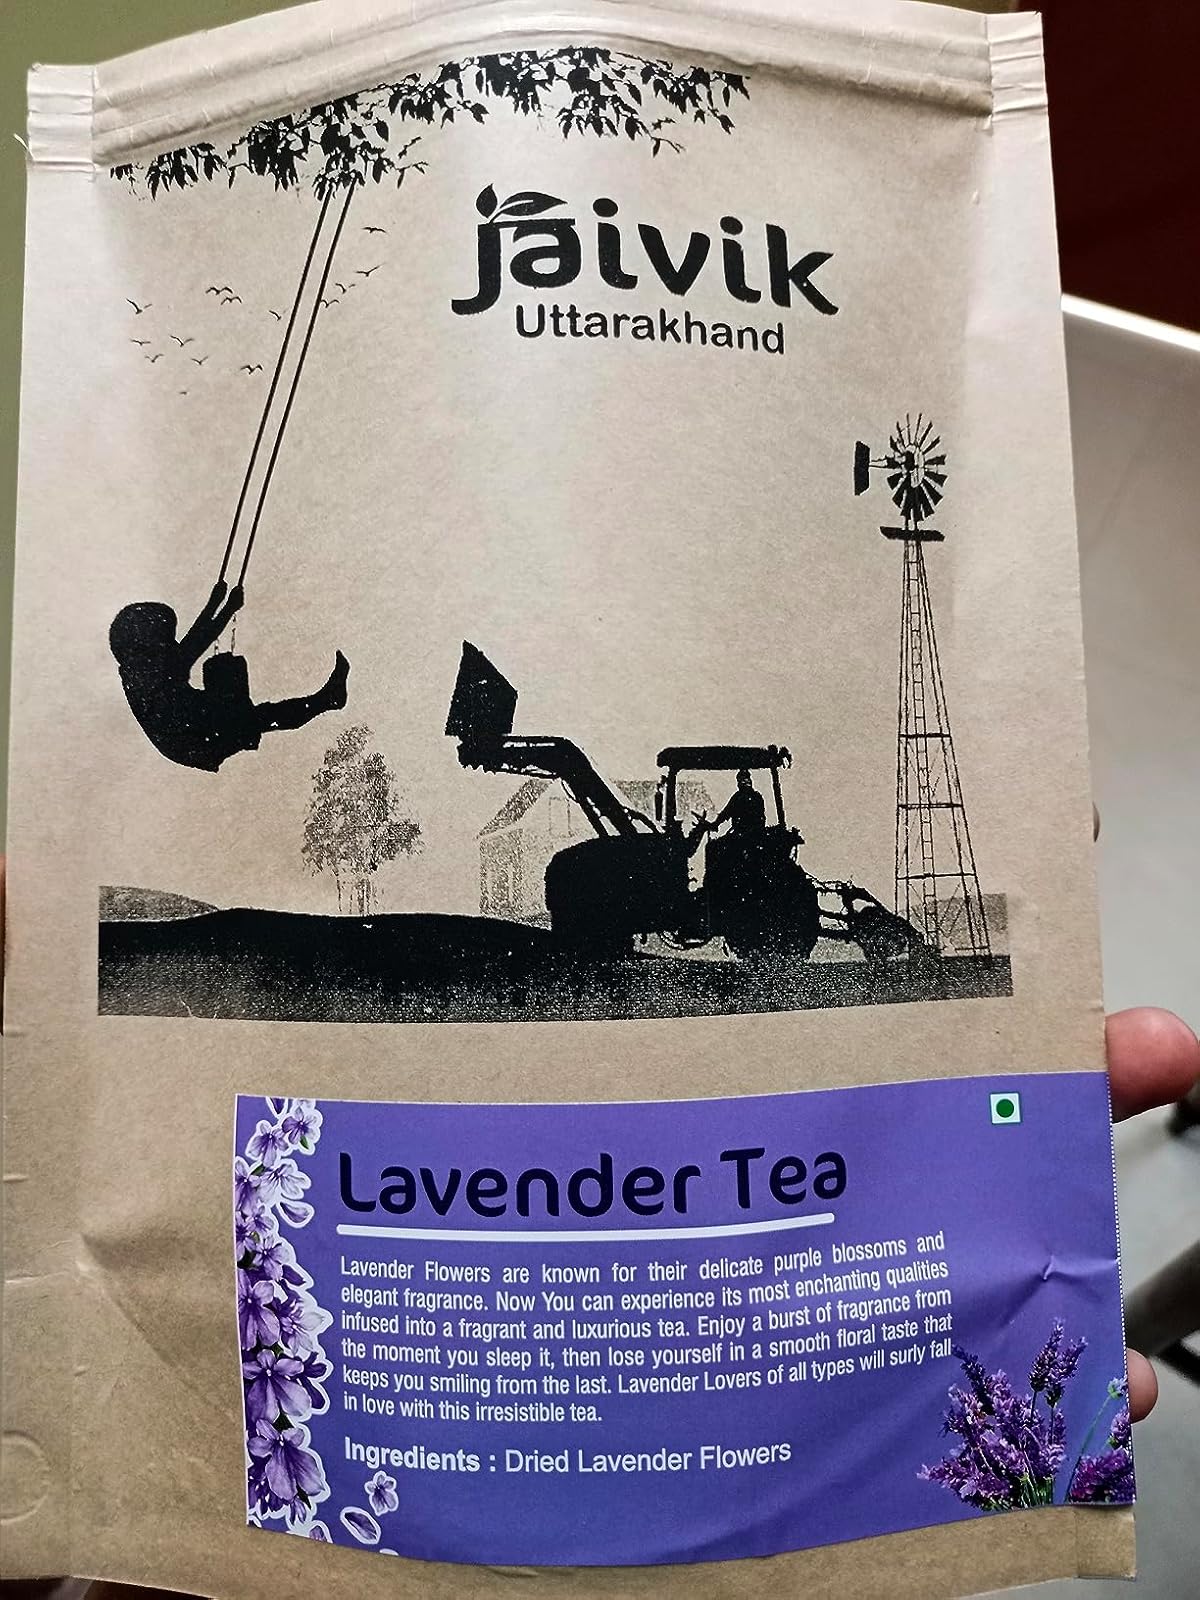 jaivik
Uttarakhand
Lavender Tea
Lavender Flowers are known for their delicate purple blossoms and
elegant fragrance. Now You can experience its most enchanting qualities
infused into a fragrant and luxurious tea. Enjoy a burst of fragrance from
the moment you sleep it, then lose yourself in a smooth floral taste that
keeps you smiling from the last. Lavender Lovers of all types will surly fall
in love with this irresistible tea.
Ingredients : Dried Lavender Flowers